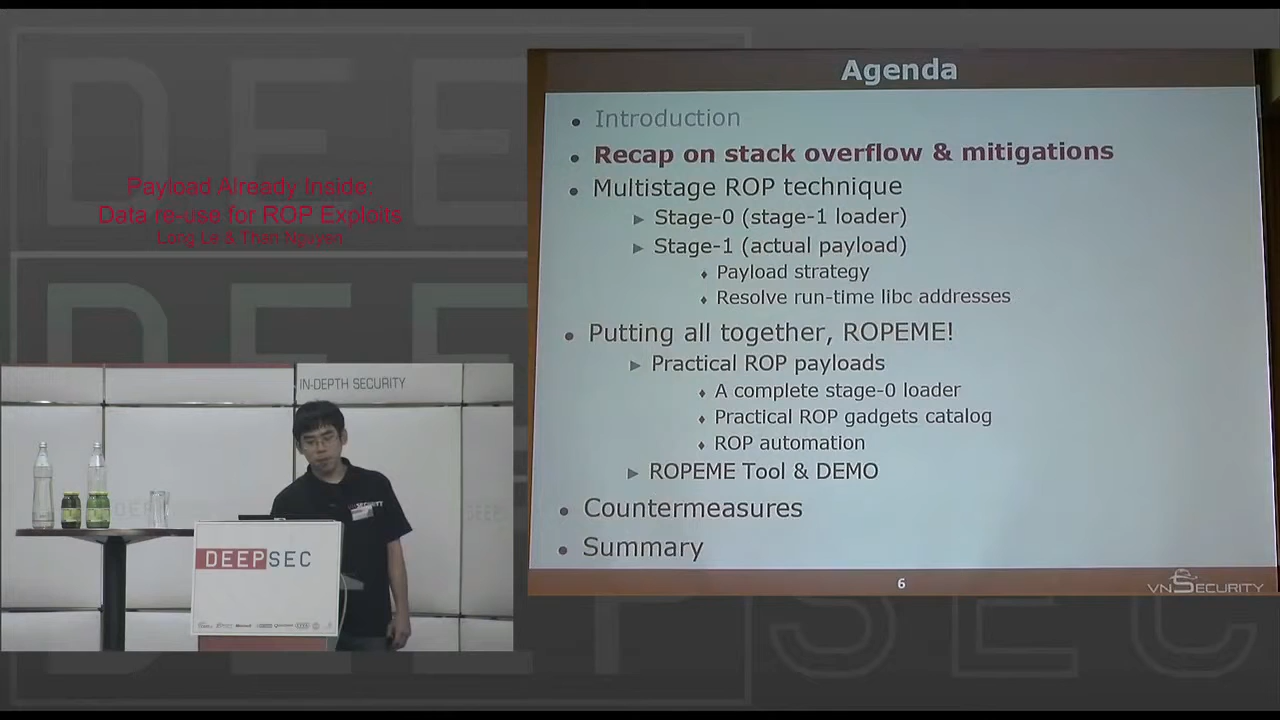 Payload Already Inside:
Data re-use for ROP Exploits
Long Le & Than Nguyen
Agenda
Introduction
Recap on stack overflow & mitigations
Multistage ROP technique
Stage-0 (stage-1 loader)
Stage-1 (actual payload)
Payload strategy
Resolve run-time libc addresses
Putting all together, ROPEME!
Practical ROP payloads
A complete stage-0 loader
Practical ROP gadgets catalog
ROP automation
ROPEME Tool & DEMO
Countermeasures
Summary
6
VNSECURITY
IN-DEPTH SECURITY
DEEPSEC